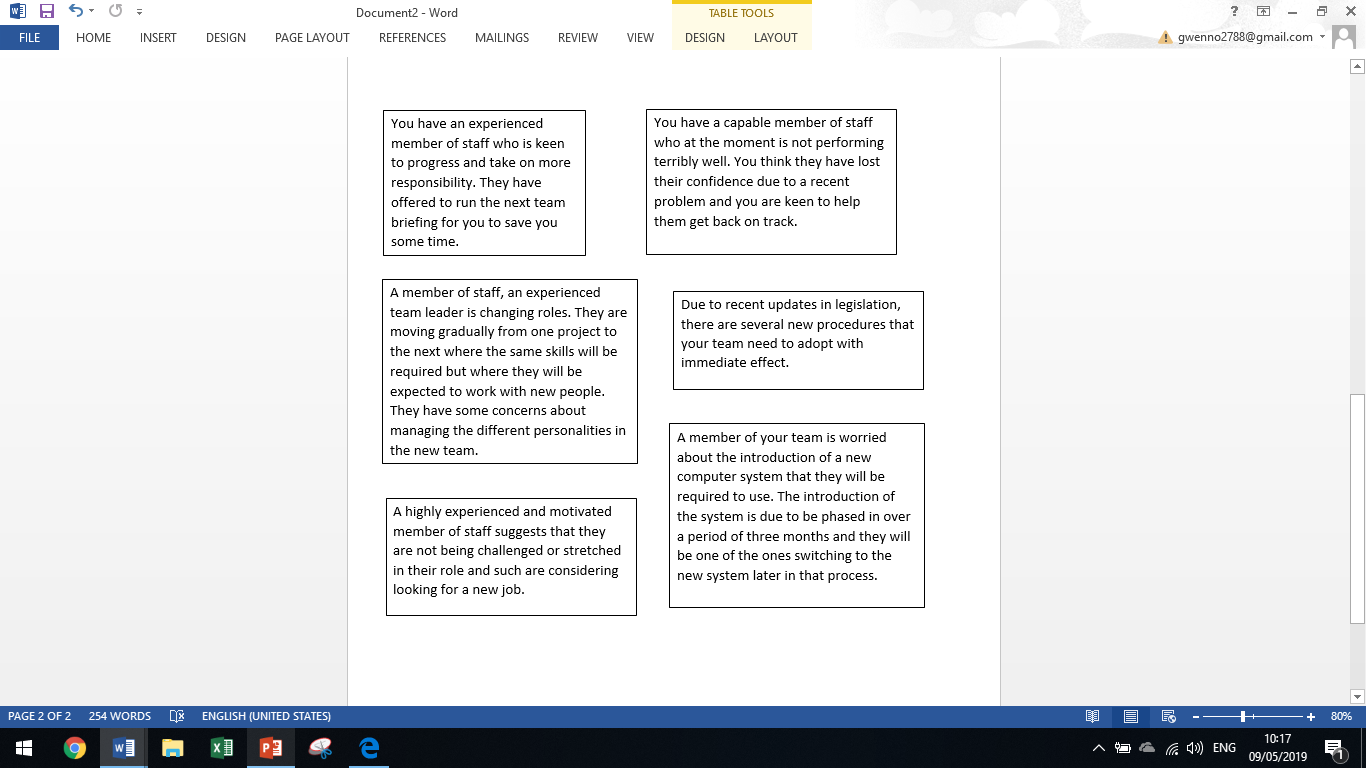 Document2 - Word
TABLE TOOLS
?
FILE
HOME
INSERT
DESIGN
PAGE LAYOUT
REFERENCES
MAILINGS
REVIEW
VIEW
DESIGN
LAYOUT
gwenno2788@gmail.com
You have an experienced
member of staff who is keen
to progress and take on more
responsibility. They have
offered to run the next team
briefing for you to save you
some time.
You have a capable member of staff
who at the moment is not performing
terribly well. You think they have lost
their confidence due to a recent
problem and you are keen to help
them get back on track.
A member of staff, an experienced
team leader is changing roles. They are
moving gradually from one project to
the next where the same skills will be
required but where they will be
expected to work with new people.
They have some concerns about
managing the different personalities in
the new team.
Due to recent updates in legislation,
there are several new procedures that
your team need to adopt with
immediate effect.
A member of your team is worried
about the introduction of a new
computer system that they will be
required to use. The introduction of
the system is due to be phased in over
a period of three months and they will
be one of the ones switching to the
new system later in that process.
A highly experienced and motivated
member of staff suggests that they
are not being challenged or stretched
in their role and such are considering
looking for a new job.
PAGE 2 OF 2
254 WORDS
ENGLISH (UNITED STATES)
80%
ENG
10:17
09/05/2019
1